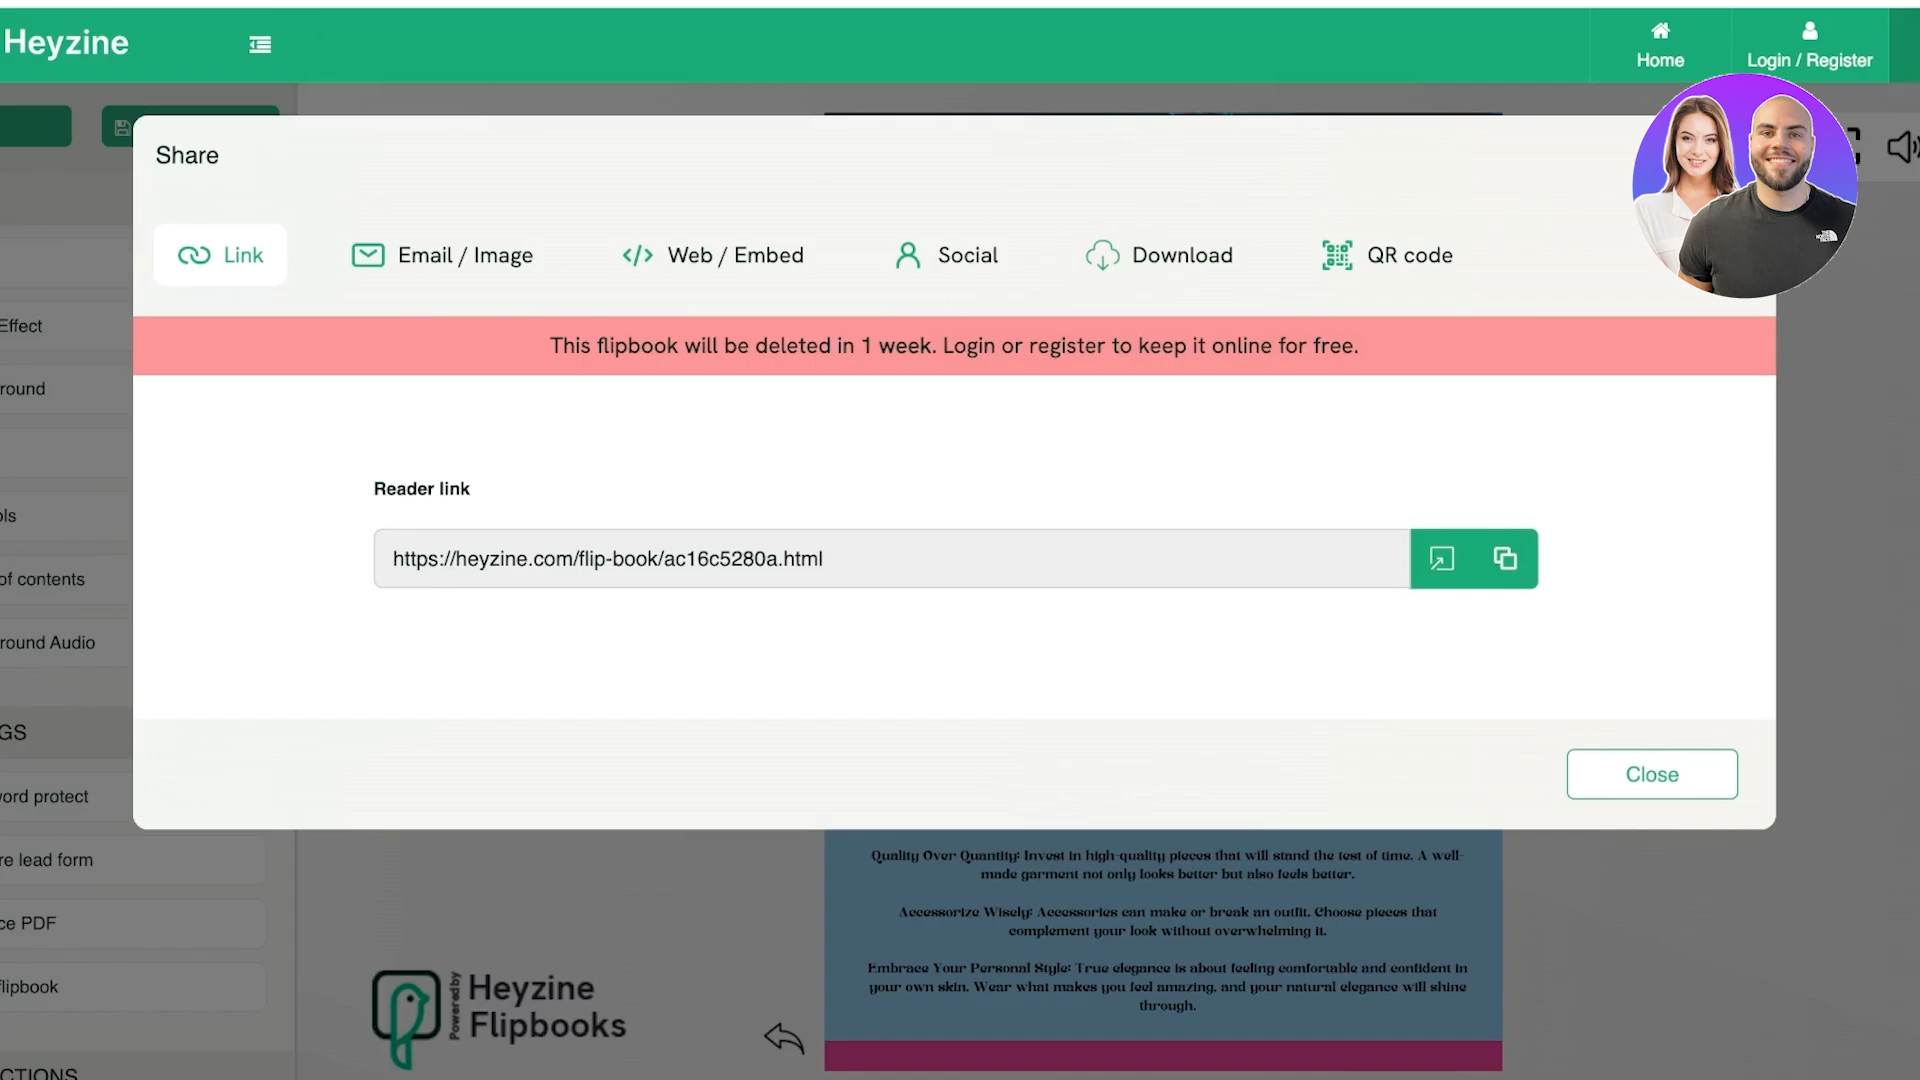 Heyzine
Home
Login / Register
Share
Link
Email / Image
Web / Embed
Social
Download
QR code
This flipbook will be deleted in 1 week. Login or register to keep it online for free.
Effect
round
ols
of contents
round Audio
GS
ord protect
re lead form
ce PDF
flipbook
CTIONS
Reader link
https://heyzine.com/flip-book/ac16c5280a.html
Close
Quality Over Quantity: Invest in high-quality pieces that will stand the test of time. A well-
made garment not only looks better but also feels better.
Accessorize Wisely: Accessories can make or break an outfit. Choose pieces that
complement your look without overwhelming it.
Embrace Your Personal Style: True elegance is about feeling comfortable and confident in
your own skin. Wear what makes you feel amazing, and your natural elegance will shine
through.
Powered by
Heyzine
Flipbooks